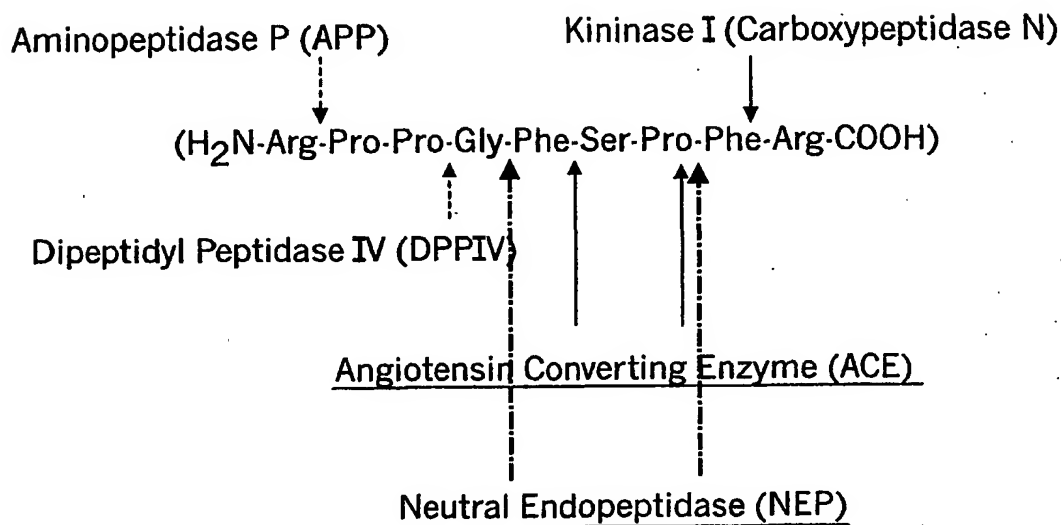 Aminopeptidase P (APP)
Kininase I (Carboxypeptidase N)
(H2N-Arg-Pro-Pro-Gly-Phe-Ser-Pro-Phe-Arg-COOH)
Dipeptidyl Peptidase IV (DPPIV)
Angiotensin Converting Enzyme (ACE)
Neutral Endopeptidase (NEP)